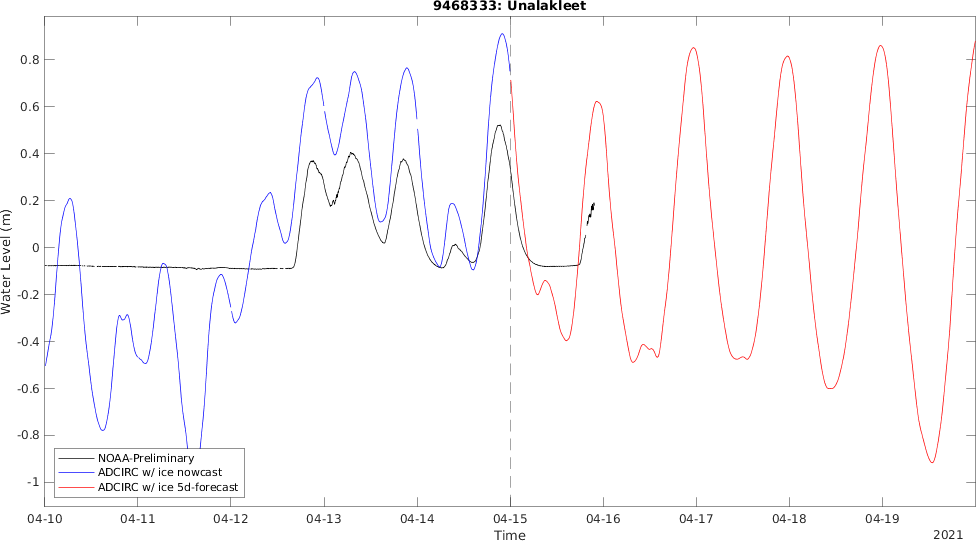 9468333: Unalakleet
0.8
0.6
0.4
0.2
0
-0.2
-0.4
-0.6
-0.8
-1
Water Level (m)
NOAA-Preliminary
ADCIRC w/ ice nowcast
ADCIRC w/ ice 5d-forecast
04-10 04-11 04-12 04-13 04-14 04-15 04-16 04-17 04-18 04-19
Time
2021